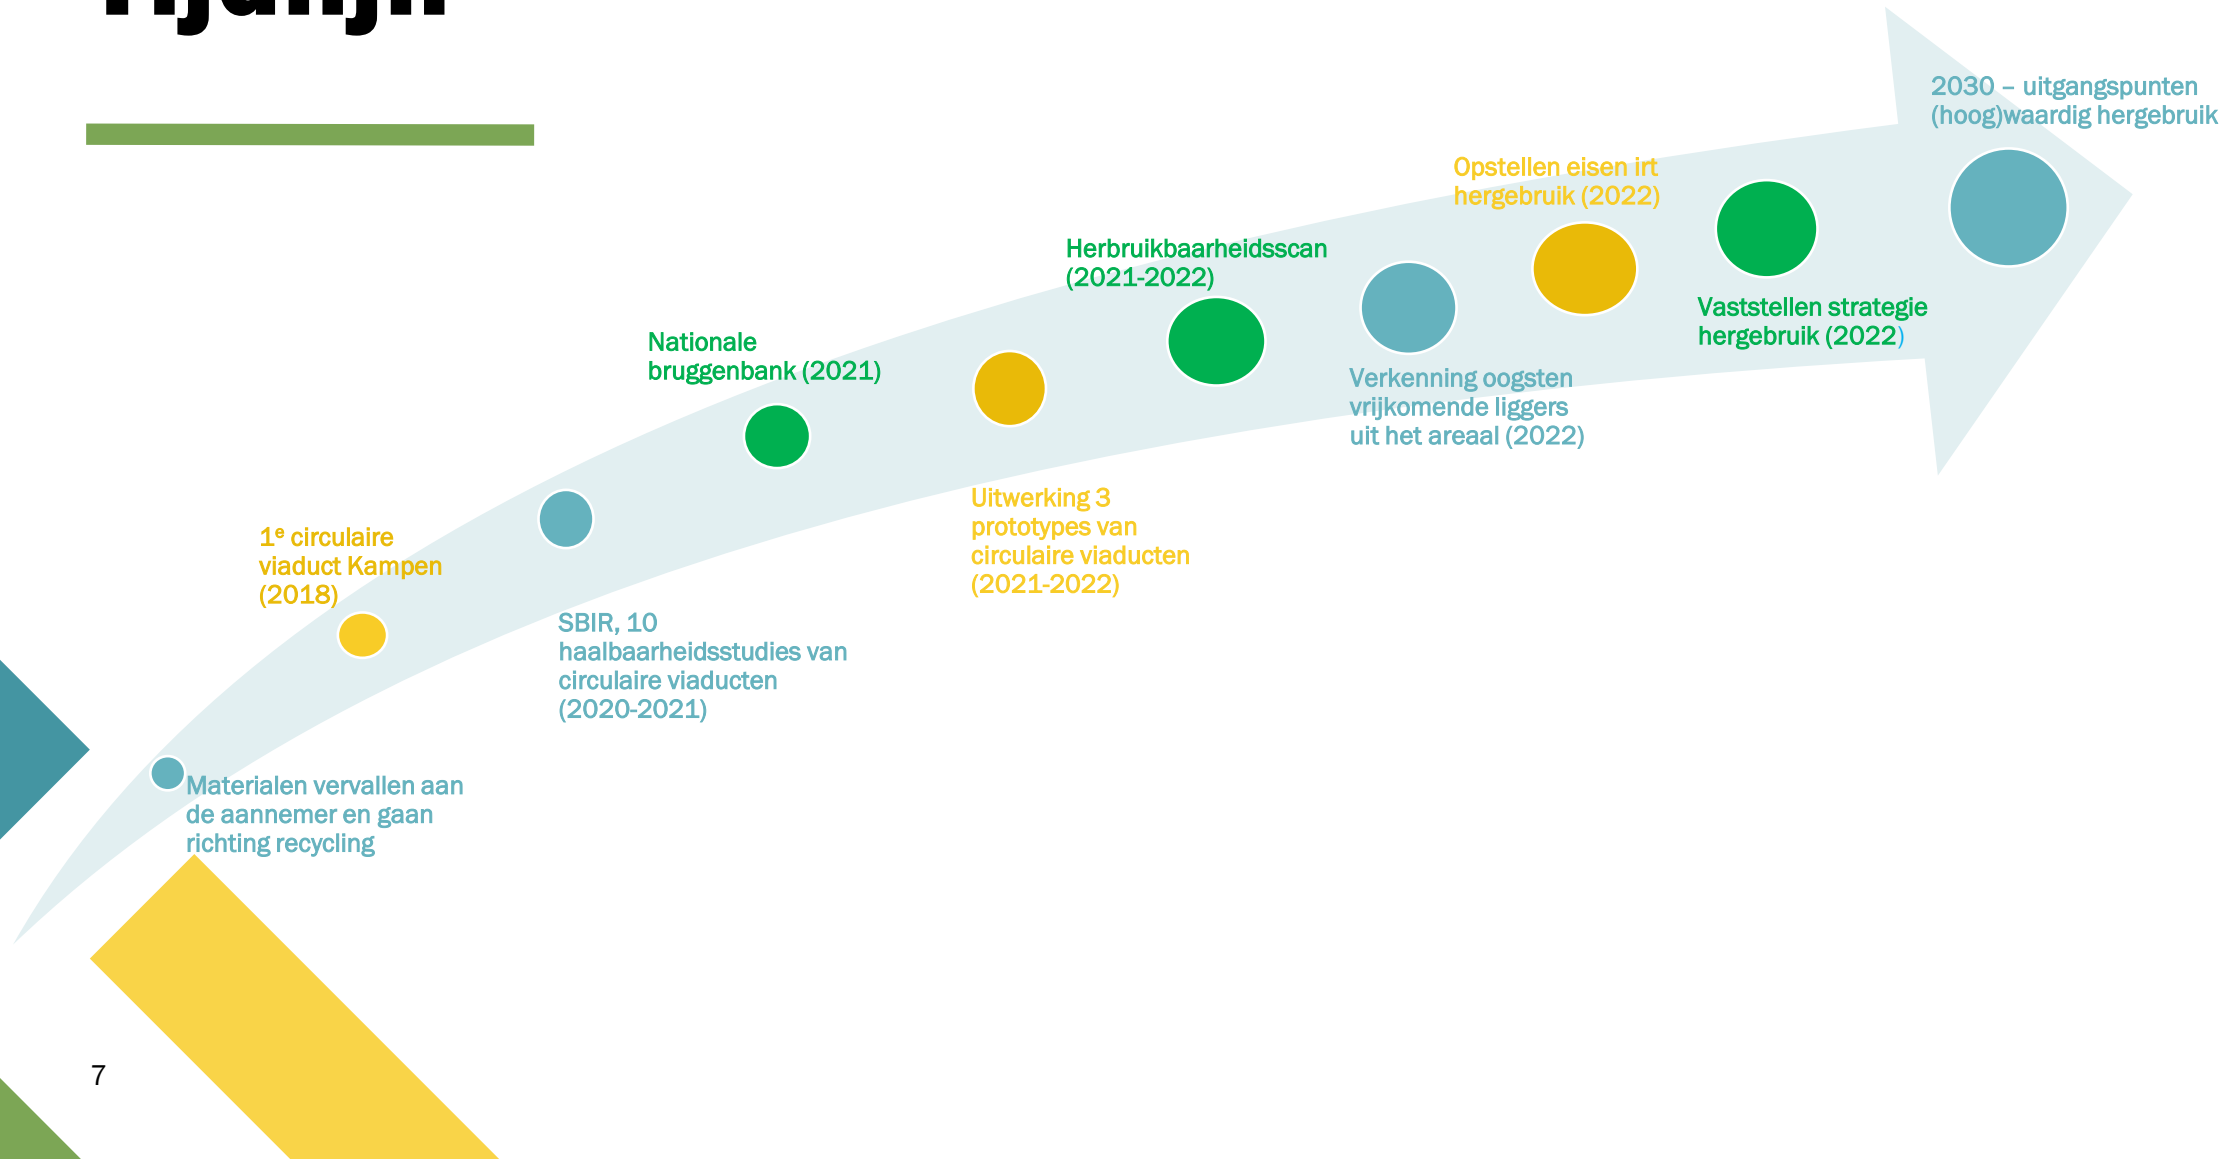 Tijdlijn
2030 – uitgangspunten
(hoog)waardig hergebruik
Opstellen eisen irt
hergebruik (2022)
Herbruikbaarheidsscan
(2021-2022)
Vaststellen strategie
hergebruik (2022)
Nationale
bruggenbank (2021)
Verkenning oogsten
vrijkomende liggers
uit het areaal (2022)
Uitwerking 3
prototypes van
circulaire viaducten
(2021-2022)
1e circulaire
viaduct Kampen
(2018)
SBIR, 10
haalbaarheidsstudies van
circulaire viaducten
(2020-2021)
Materialen vervallen aan
de aannemer en gaan
richting recycling
7